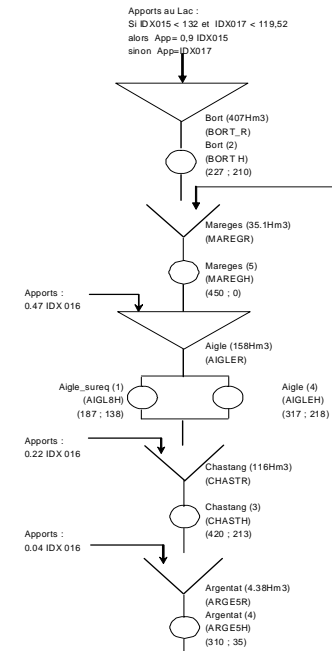 Apports au Lac :
Si IDX015 < 132 et IDX017 < 119,52
alors App= 0,9 IDX015
sinon App=IDX017
Bort (407Hm3)
(BORT_R)
Bort (2)
(BORT H)
(227 ; 210)
Mareges (35.1Hm3)
(MAREGR)
Mareges (5)
(MAREGH)
(450 ; 0)
Apports :
0.47 IDX 016
Aigle (158Hm3)
(AIGLER)
Aigle_sureq (1)
(AIGL8H)
(187 ; 138)
Aigle (4)
(AIGLEH)
(317 ; 218)
Apports :
0.22 IDX 016
Chastang (116Hm3)
(CHASTR)
Chastang (3)
(CHASTH)
(420 ; 213)
Apports :
0.04 IDX 016
Argentat (4.38Hm3)
(ARGE5R)
Argentat (4)
(ARGE5H)
(310 ; 35)